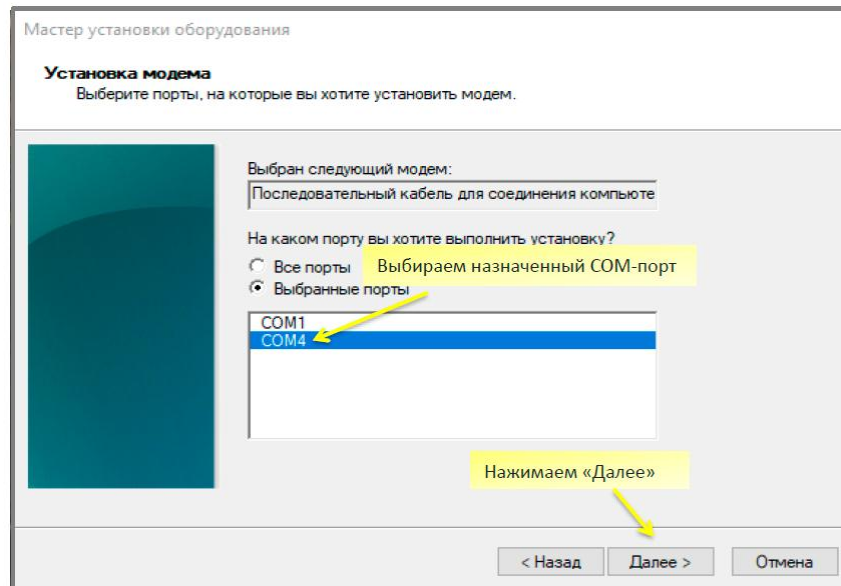 Мастер установки оборудования
Установка модема
Выберите порты, на которые вы хотите установить модем.
Выбран следующий модем:
Последовательный кабель для соединения компьюте
На каком порту вы хотите выполнить установку?
Все порты
Выбираем назначенный COM-порт
Выбранные порты
COM1
COM4
Нажимаем «Далее»
< Назад
Далее >
Отмена